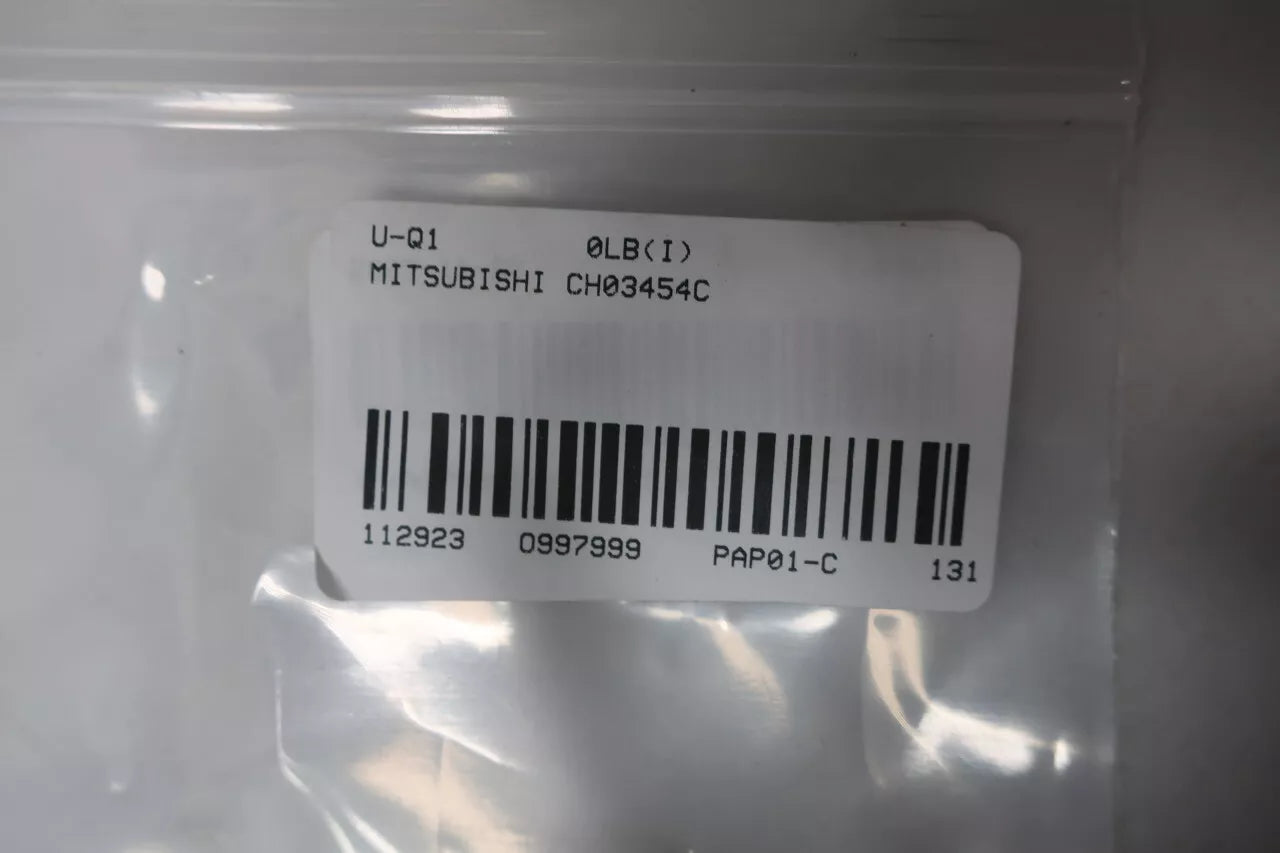 U-Q1 0LB(I)
MITSUBISHI CH03454C
112923 0997999 PAP01-C 131